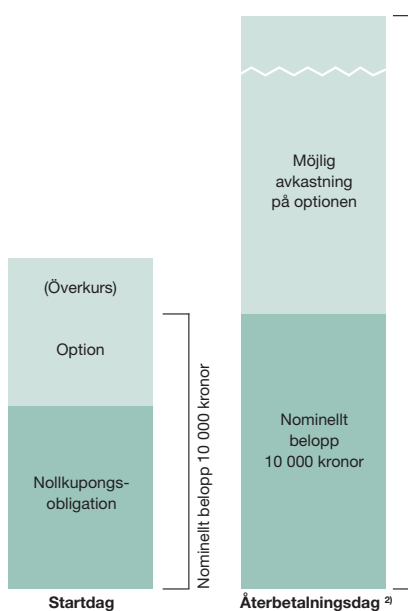 (Överkurs)
Option
Nollkupongs-
obligation
Startdag
Nominellt belopp 10 000 kronor
Möjlig
avkastning
på optionen
Nominellt
belopp
10 000 kronor
Återbetalningsdag 2)